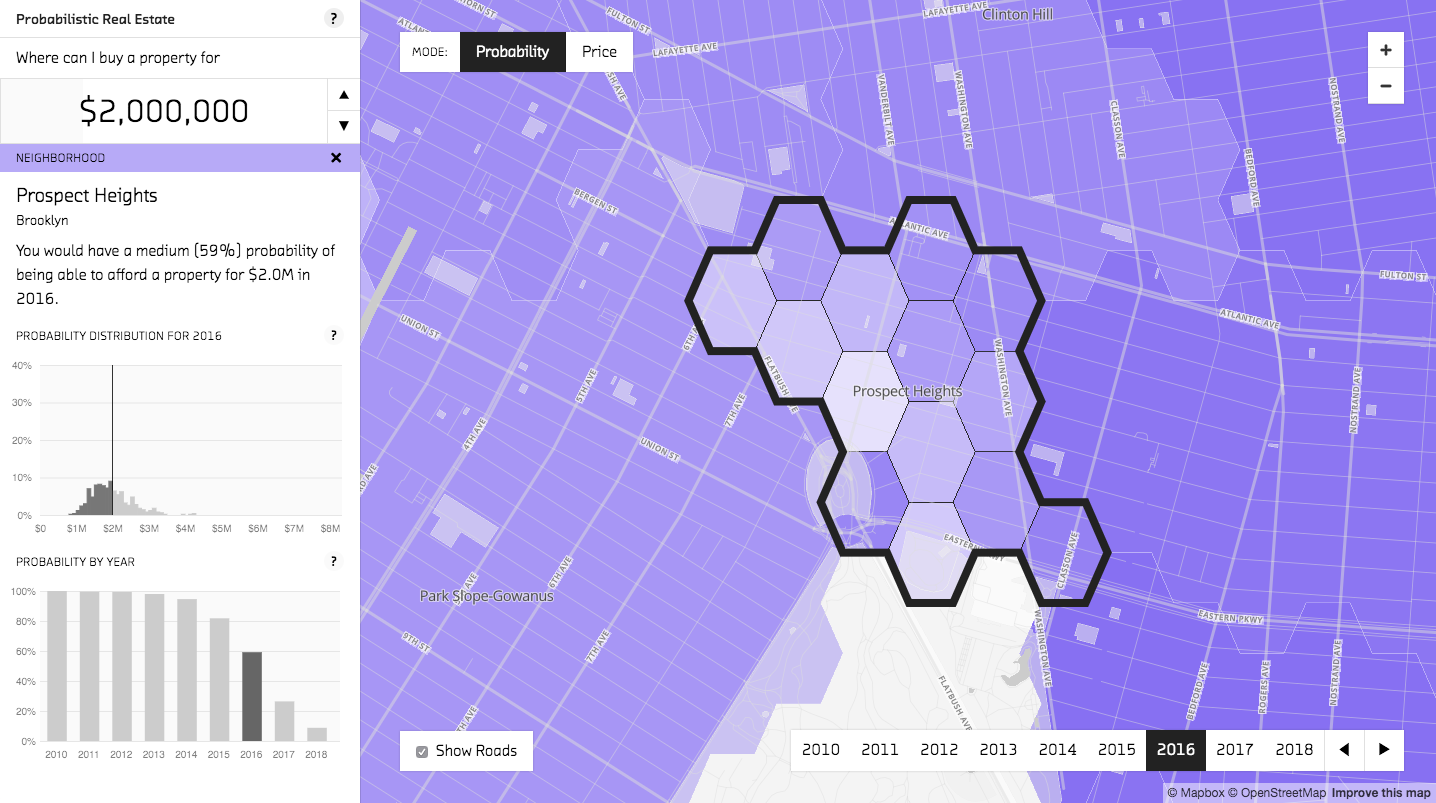 Probabilistic Real Estate
?
Where can I buy a property for
$2,000,000
▲
▼
NEIGHBORHOOD
Prospect Heights
Brooklyn
You would have a medium (59%) probability of
being able to afford a property for $2.0M in
2016.
PROBABILITY DISTRIBUTION FOR 2016
?
40%
30%
20%
10%
0%
$0 $1M $2M $3M $4M $5M $6M $7M $8M
PROBABILITY BY YEAR
?
100%
80%
60%
40%
20%
0%
2010 2011 2012 2013 2014 2015 2016 2017 2018
MODE: Probability Price
+
−
FULTON ST
LAFAYETTE AVE
LAFAYETTE AVE
Clinton Hill
VANDERBILT AVE
WASHINGTON AVE
CLASSON AVE
NOSTRAND AVE
BEDFORD AVE
BERGEN ST
ATLANTIC AVE
FULTON ST
ATLANTIC AVE
UNION ST
6TH AVE
FLATBUSH AVE
WASHINGTON AVE
Prospect Heights
5TH AVE
7TH AVE
NOSTRAND AVE
4TH AVE
UNION ST
EASTERN PKWY
CLASSON AVE
6TH AVE
Park Slope-Gowanus
EASTERN PKWY
9TH ST
7TH AVE
WASHINGTON AVE
FLATBUSH AVE
BEDFORD AVE
ROGERS AVE
NOSTRAND AVE
Show Roads
2010 2011 2012 2013 2014 2015 2016 2017 2018
© Mapbox © OpenStreetMap Improve this map